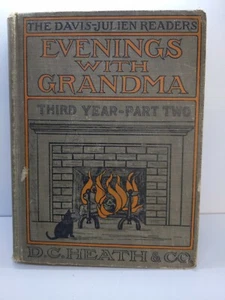 THE DAVIS-JULIEN READERS
EVENINGS
WITH
GRANDMA
THIRD YEAR-PART TWO
D.C. HEATH & CO.